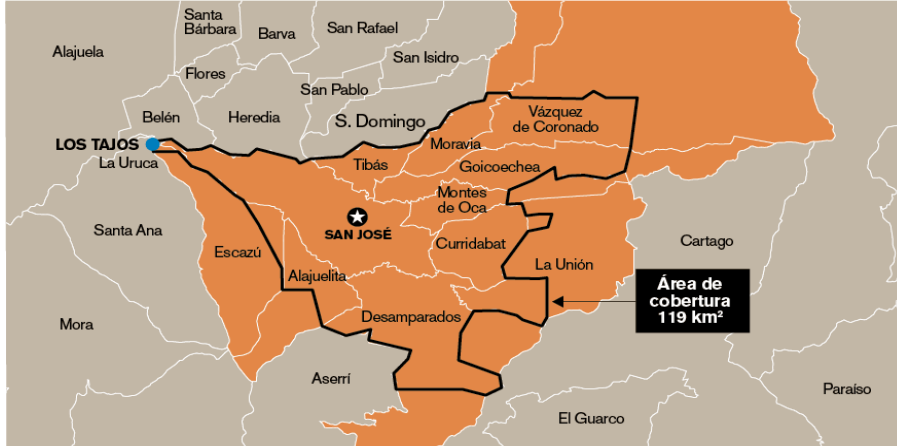 Santa
Bárbara
Barva
San Rafael
Alajuela
San Isidro
Flores
San Pablo
Belén
Heredia
S. Domingo
Vázquez
de Coronado
Moravia
LOS TAJOS
La Uruca
Tibás
Goicoechea
Montes
de Oca
Santa Ana
SAN JOSÉ
Escazú
Curridabat
Cartago
La Unión
Alajuelita
Área de
cobertura
119 km²
Mora
Desamparados
Aserrí
Paraíso
El Guarco